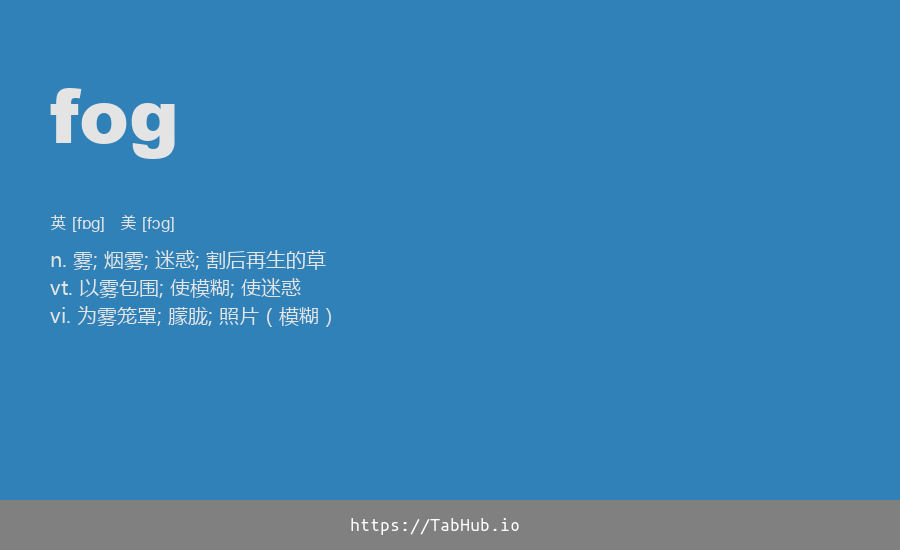 fog
英 [fɒg] 美 [fɔg]
n. 雾; 烟雾; 迷惑; 割后再生的草
vt. 以雾包围; 使模糊; 使迷惑
vi. 为雾笼罩; 朦胧; 照片 ( 模糊 )
https://TabHub.io